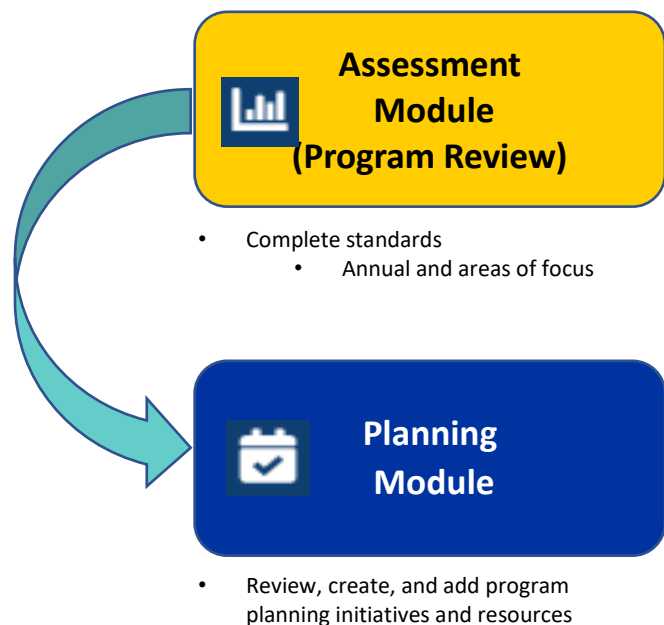 Assessment
Module
(Program Review)
• Complete standards
• Annual and areas of focus
Planning
Module
• Review, create, and add program
planning initiatives and resources